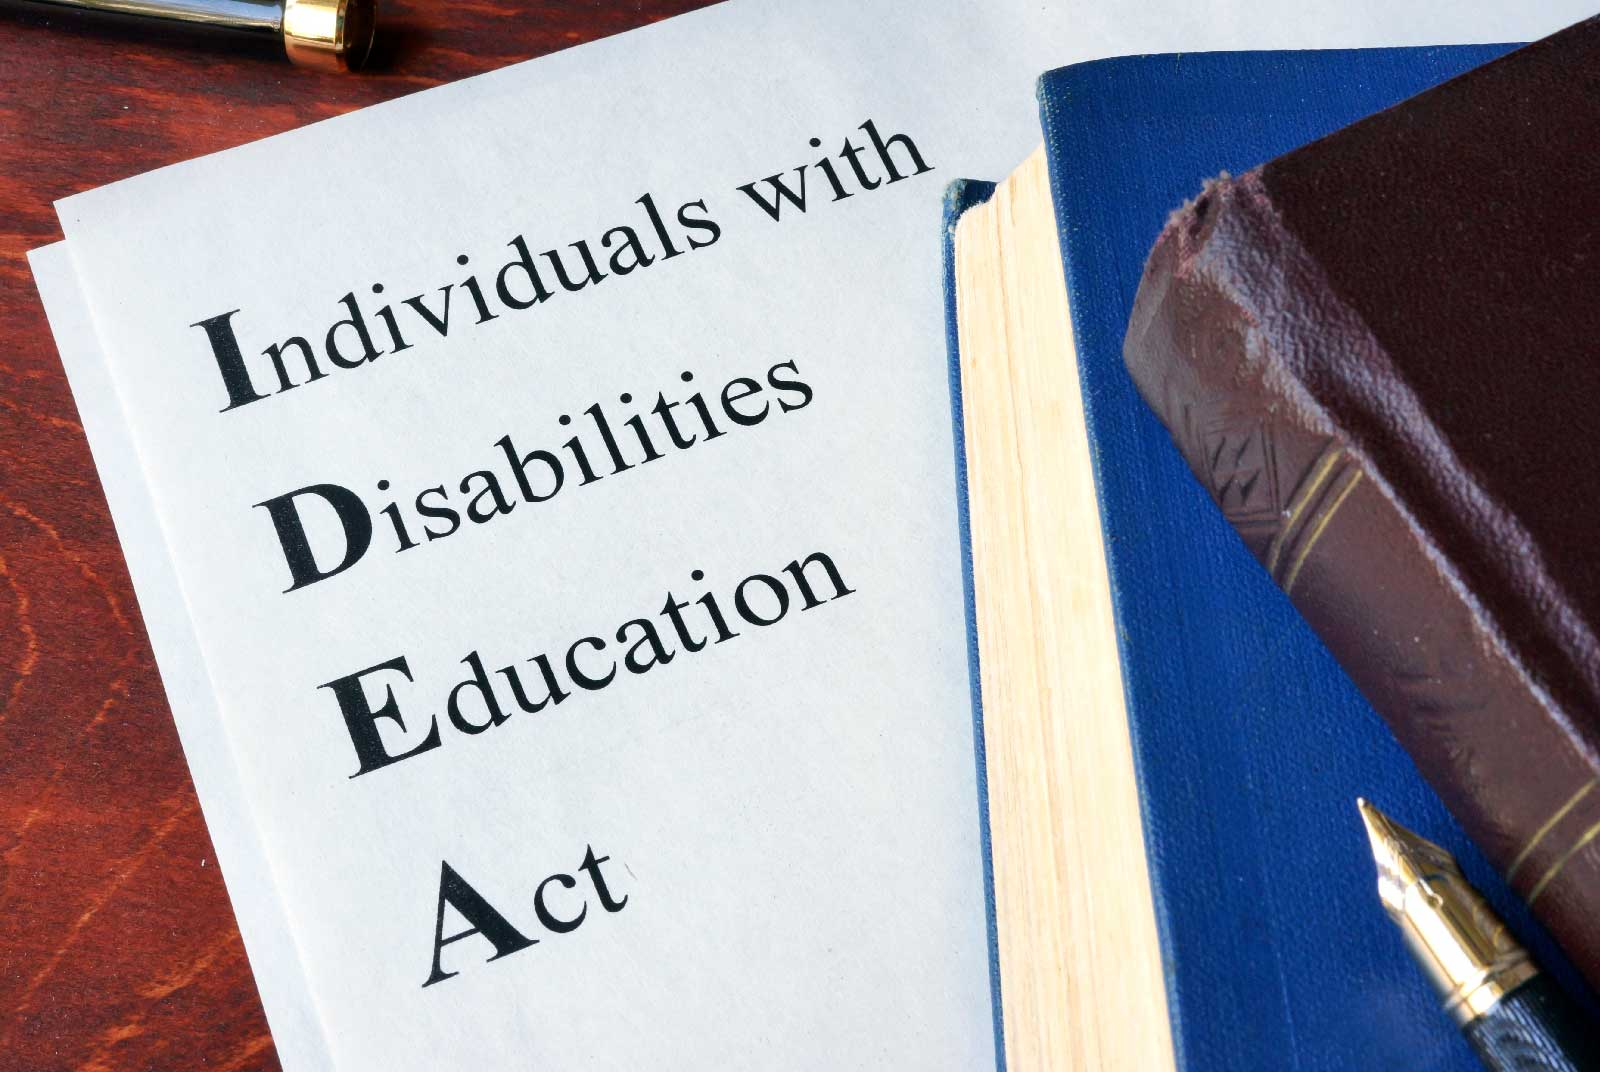 Individuals with
Disabilities
Education
Act